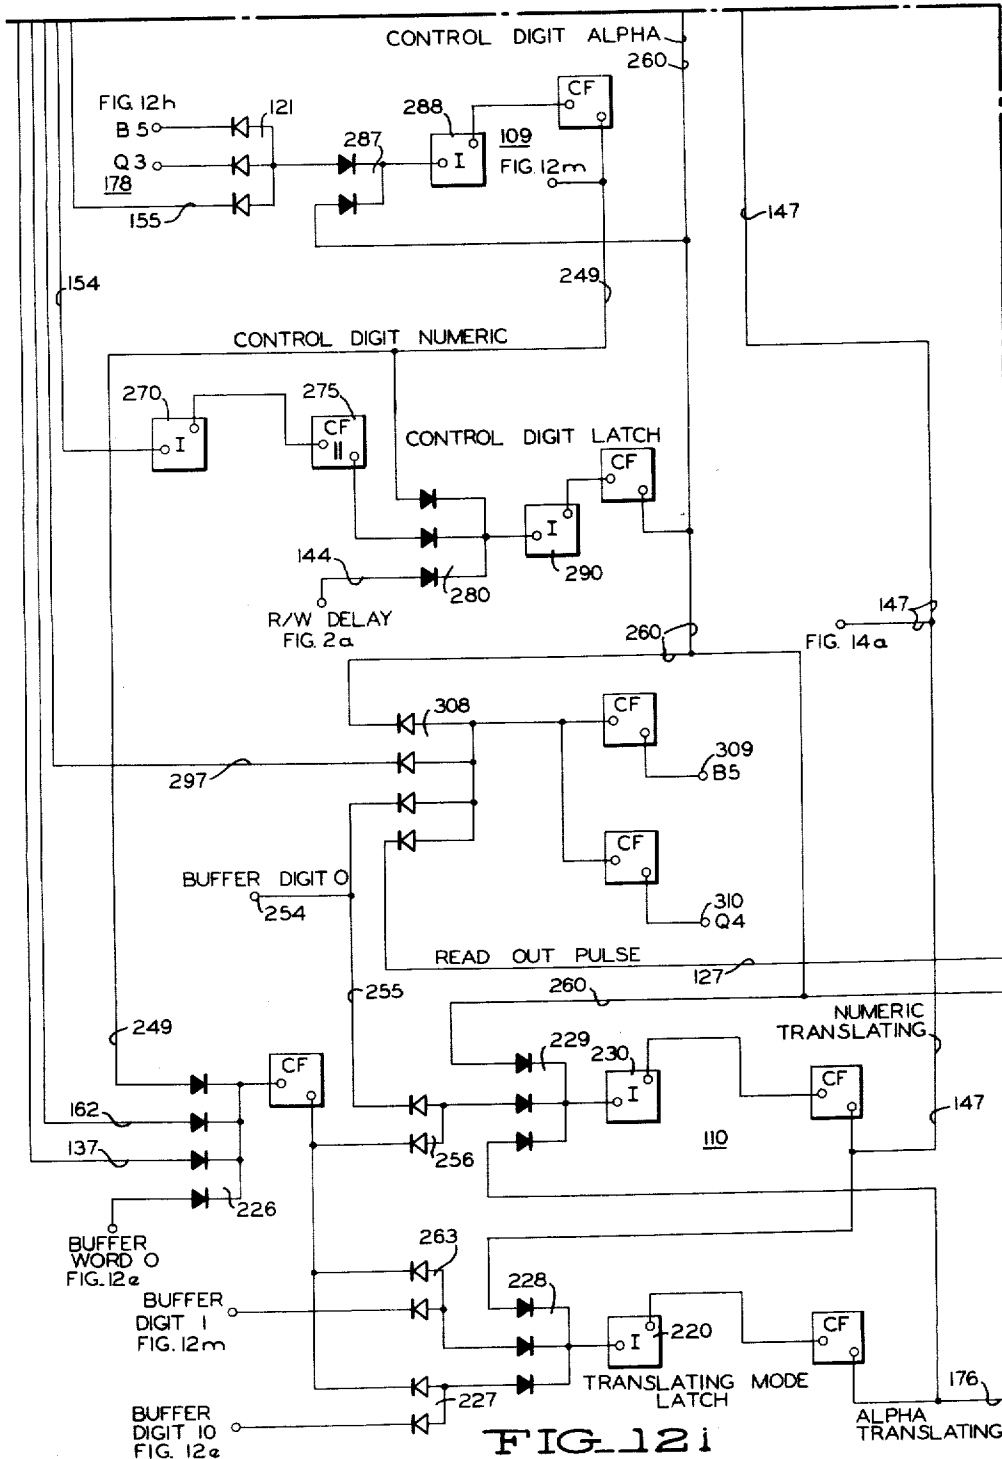 CONTROL DIGIT ALPHA
260
CF
FIG. 12h
121
288
B5
287
I
109
Q3
FIG. 12m
178
155
147
154
249
CONTROL DIGIT NUMERIC
270
275
CF
II
I
CONTROL DIGIT LATCH
CF
I
144
280
290
R/W DELAY
FIG. 2a
147
260
FIG. 14a
308
CF
309
B5
297
CF
BUFFER DIGIT 0
254
310
Q4
READ OUT PULSE
127
255
260
249
NUMERIC
TRANSLATING
229
230
CF
CF
I
162
147
110
137
256
226
BUFFER
WORD 0
FIG. 12e
263
228
BUFFER
DIGIT 1
FIG. 12m
CF
220
I
TRANSLATING MODE
LATCH
176
227
BUFFER
DIGIT 10
FIG. 12e
ALPHA
TRANSLATING
FIG_12i